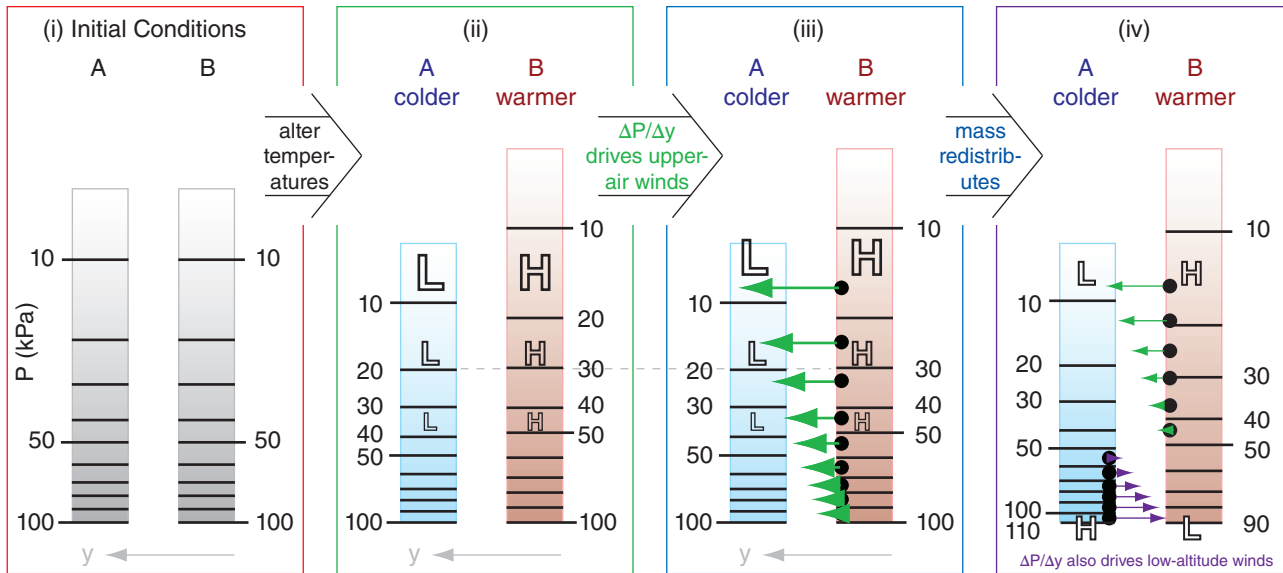 (i) Initial Conditions
A
B
10
10
P (kPa)
50
50
100
100
y
alter
temper-
atures
(ii)
A
colder
B
warmer
L
H
10
10
20
L
H
20
30
30
40
L
H
40
50
50
100
100
y
ΔP/Δy
drives upper-
air winds
(iii)
A
colder
B
warmer
L
H
10
10
L
H
20
30
30
40
L
H
40
50
50
100
100
y
mass
redistrib-
utes
(iv)
A
colder
B
warmer
10
L
H
10
20
30
30
40
50
50
100
110
H
L
90
ΔP/Δy also drives low-altitude winds